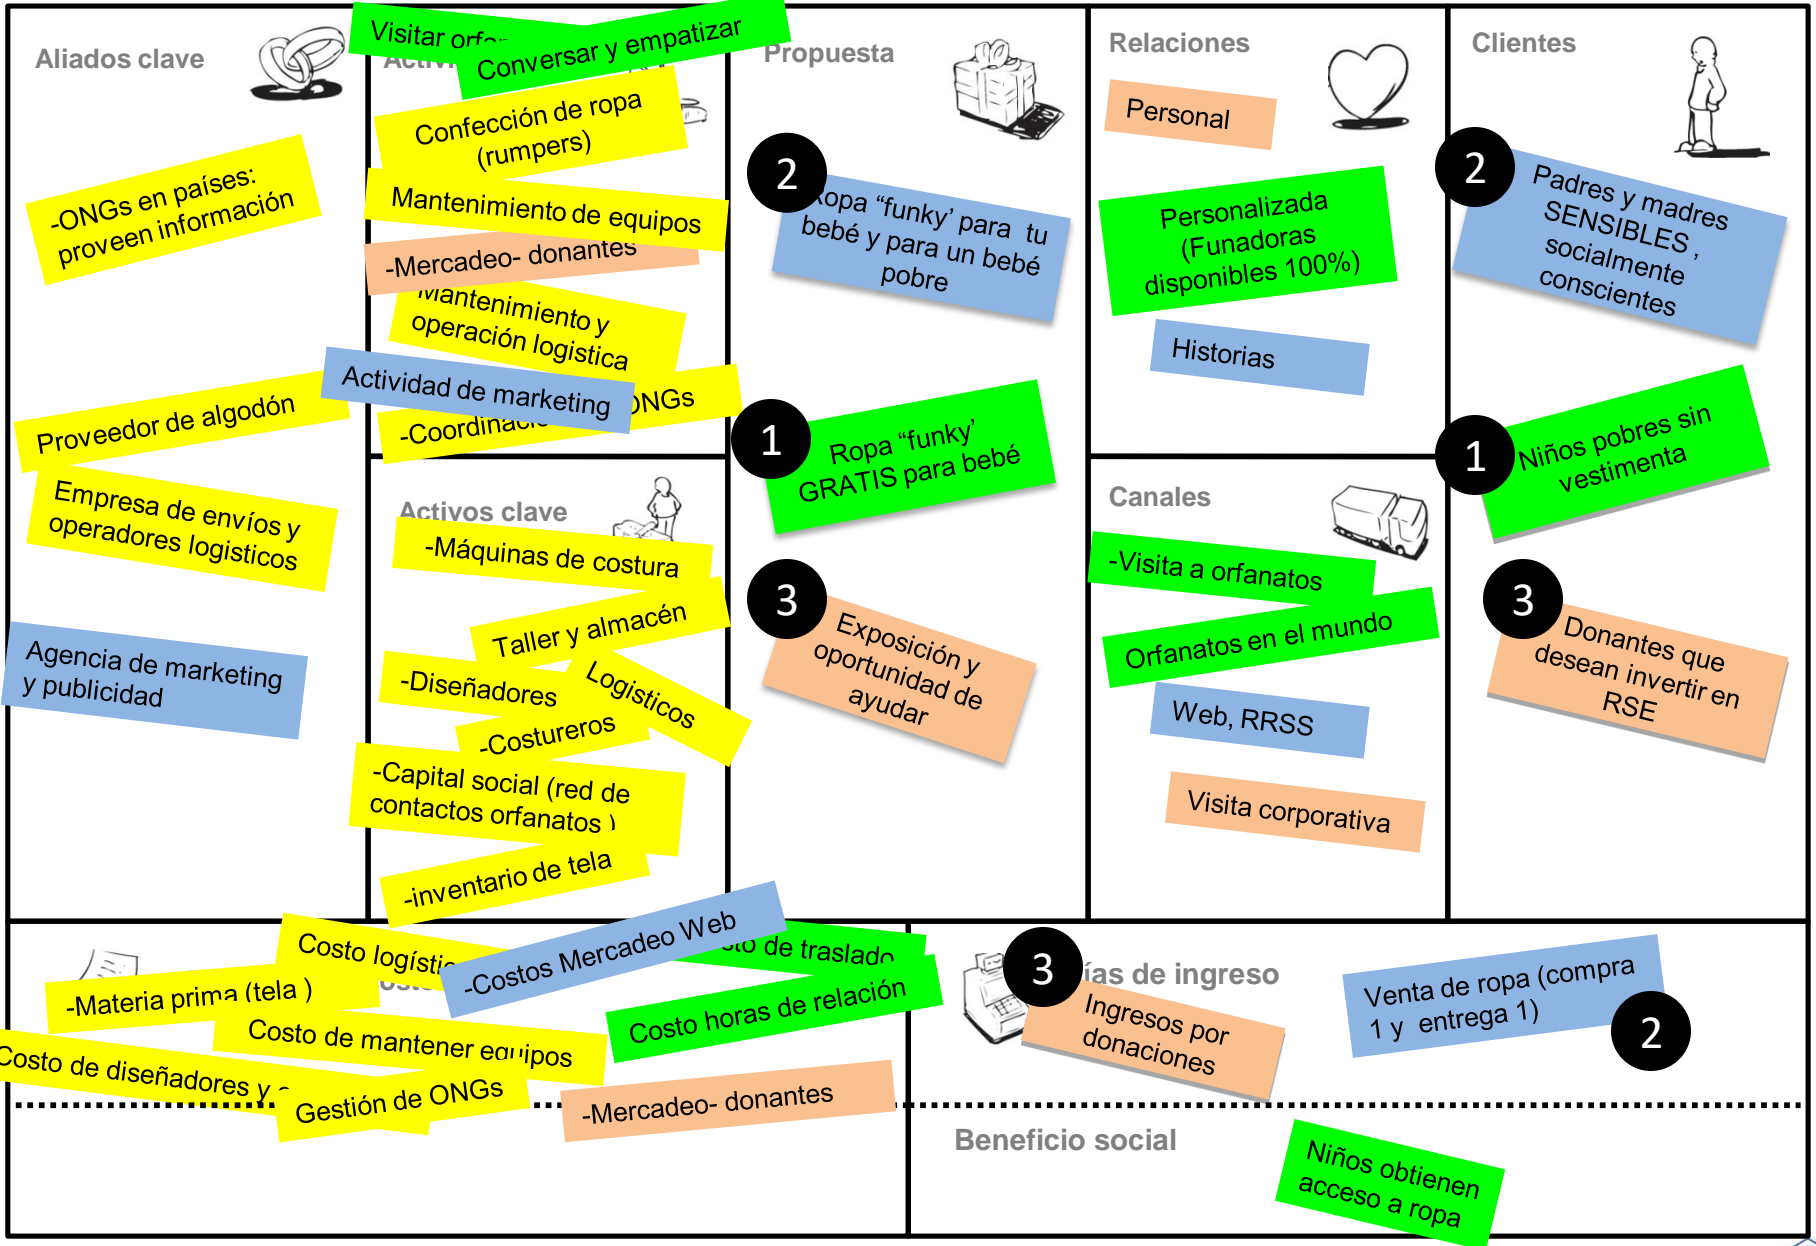 Aliados clave
-ONGs en países:
proveen información
Proveedor de algodón
Empresa de envíos y
operadores logisticos
Agencia de marketing
y publicidad
Visitar
Conversar y empatizar
Confección de ropa
(rumpers)
Mantenimiento de equipos
-Mercadeo- donantes
Mantenimiento y
operación logistica
Actividad de marketing
ONGs
Activos clave
-Máquinas de costura
Taller y almacén
-Diseñadores
Logisticos
-Costureros
-Capital social (red de
contactos orfanatos )
-inventario de tela
Propuesta
2
Ropa “funky’ para tu
bebé y para un bebé
pobre
1
Ropa “funky’
GRATIS para bebé
3
Exposición y
oportunidad de
ayudar
Relaciones
Personal
Personalizada
(Funadoras
disponibles 100%)
Historias
Canales
-Visita a orfanatos
Orfanatos en el mundo
Web, RRSS
Visita corporativa
Clientes
2
Padres y madres
SENSIBLES ,
socialmente
conscientes
1
Niños pobres sin
vestimenta
3
Donantes que
desean invertir en
RSE
Costo
-Costos Mercadeo Web
de traslado
-Materia prima (tela )
Costo horas de relación
Costo de mantener equipos
Costo de diseñadores y
Gestión de ONGs
-Mercadeo- donantes
3
de ingreso
Ingresos por
donaciones
Venta de ropa (compra
1 y entrega 1)
2
Beneficio social
Niños obtienen
acceso a ropa